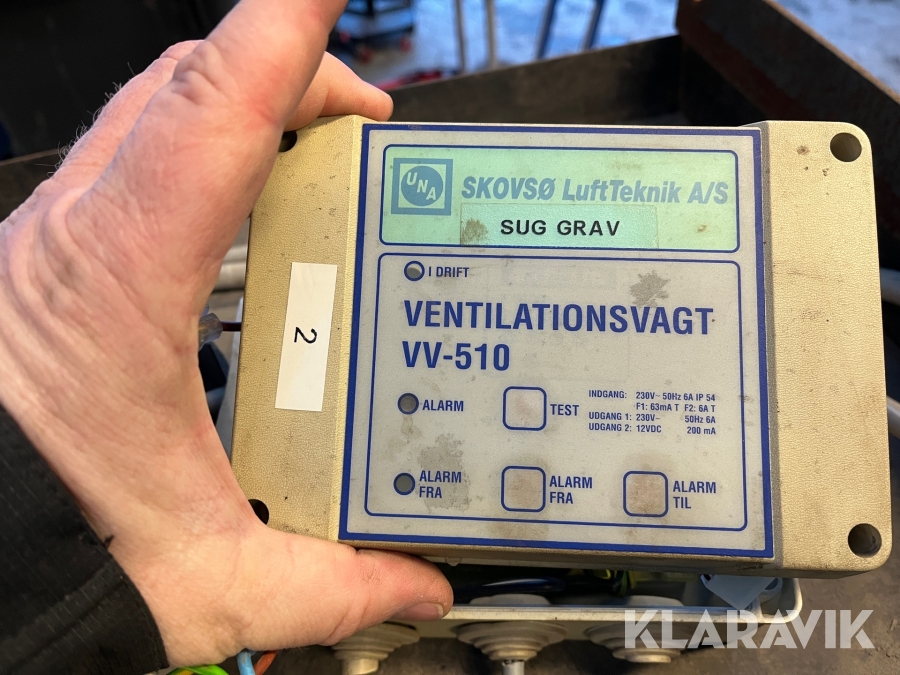 UNA
SKOVSØ LuftTeknik A/S
SUG GRAV
I DRIFT
VENTILATIONSVAGT
VV-510
2
ALARM
TEST
INDGANG: 230V~ 50Hz 6A IP 54
F1: 63mA T F2: 6A T
UDGANG 1: 230V~ 50Hz 6A
UDGANG 2: 12VDC 200 mA
ALARM
FRA
ALARM
FRA
ALARM
TIL
KLARAVIK